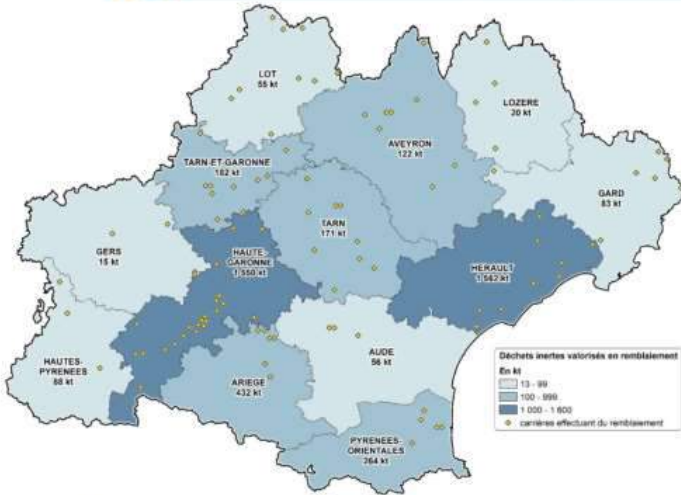 LOT
55 kt
LOZERE
20 kt
AVEYRON
122 kt
TARN-ET-GARONNE
182 kt
GARD
83 kt
TARN
171 kt
GERS
15 kt
HAUTE-
GARONNE
1 550 kt
HERAULT
1 562 kt
HAUTES-
PYRENEES
88 kt
AUDE
56 kt
ARIEGE
432 kt
PYRENEES-
ORIENTALES
264 kt
Déchets inertes valorisés en remblaiement
En kt
13 - 99
100 - 999
1 000 - 1 600
carrières effectuant du remblaiement